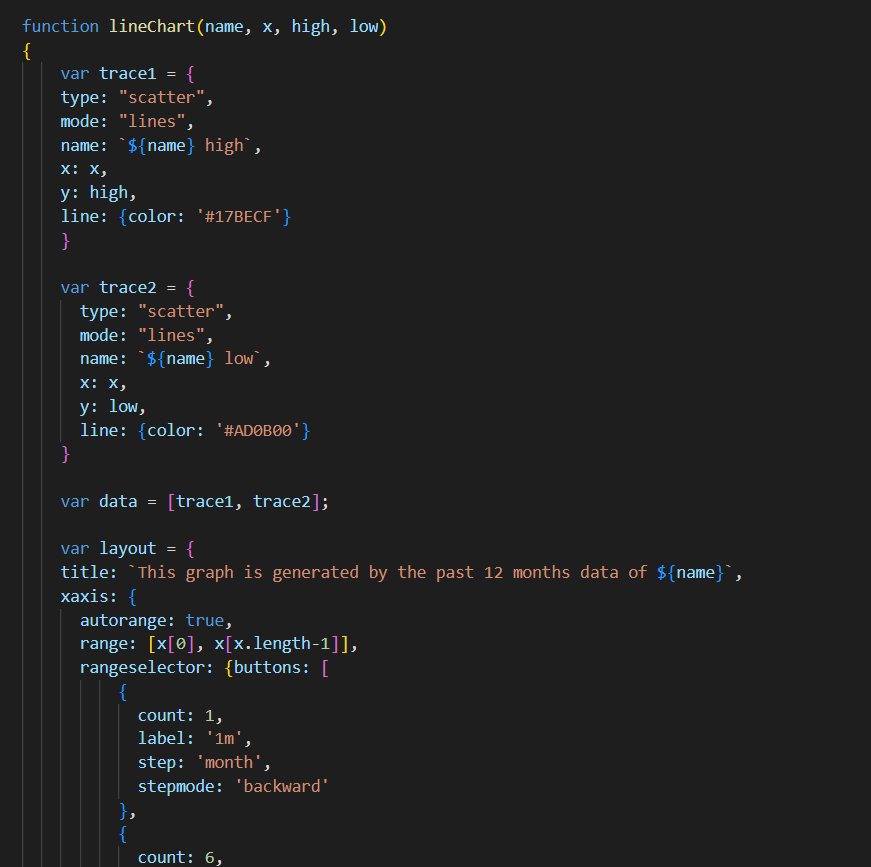 function lineChart(name, x, high, low)
{
var trace1 = {
type: "scatter",
mode: "lines",
name: `${name} high`,
x: x,
y: high,
line: {color: '#17BECF'}
}
var trace2 = {
type: "scatter",
mode: "lines",
name: `${name} low`,
x: x,
y: low,
line: {color: '#AD0B00'}
}
var data = [trace1, trace2];
var layout = {
title: `This graph is generated by the past 12 months data of ${name}`,
xaxis: {
autorange: true,
range: [x[0], x[x.length-1]],
rangeselector: {buttons: [
{
count: 1,
label: '1m',
step: 'month',
stepmode: 'backward'
},
{
count: 6,